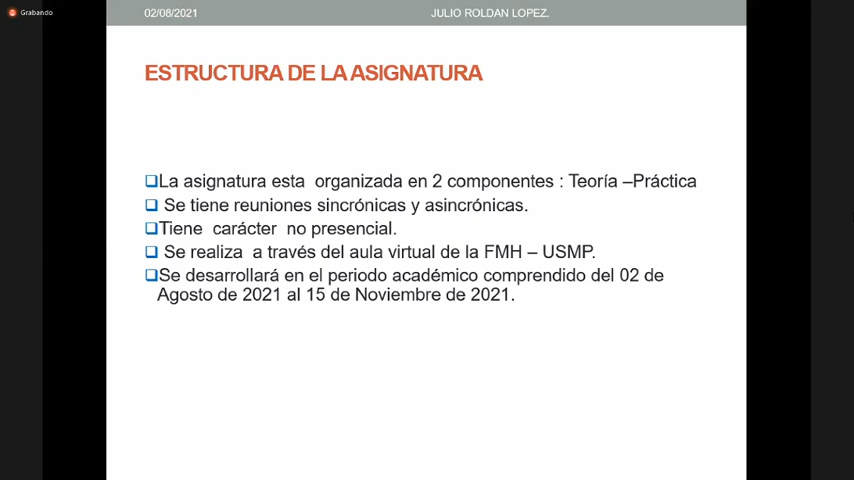 Grabando
02/08/2021 JULIO ROLDAN LOPEZ.
ESTRUCTURA DE LA ASIGNATURA
❑La asignatura esta organizada en 2 componentes : Teoría –Práctica
❑ Se tiene reuniones sincrónicas y asincrónicas.
❑Tiene carácter no presencial.
❑ Se realiza a través del aula virtual de la FMH – USMP.
❑Se desarrollará en el periodo académico comprendido del 02 de
Agosto de 2021 al 15 de Noviembre de 2021.